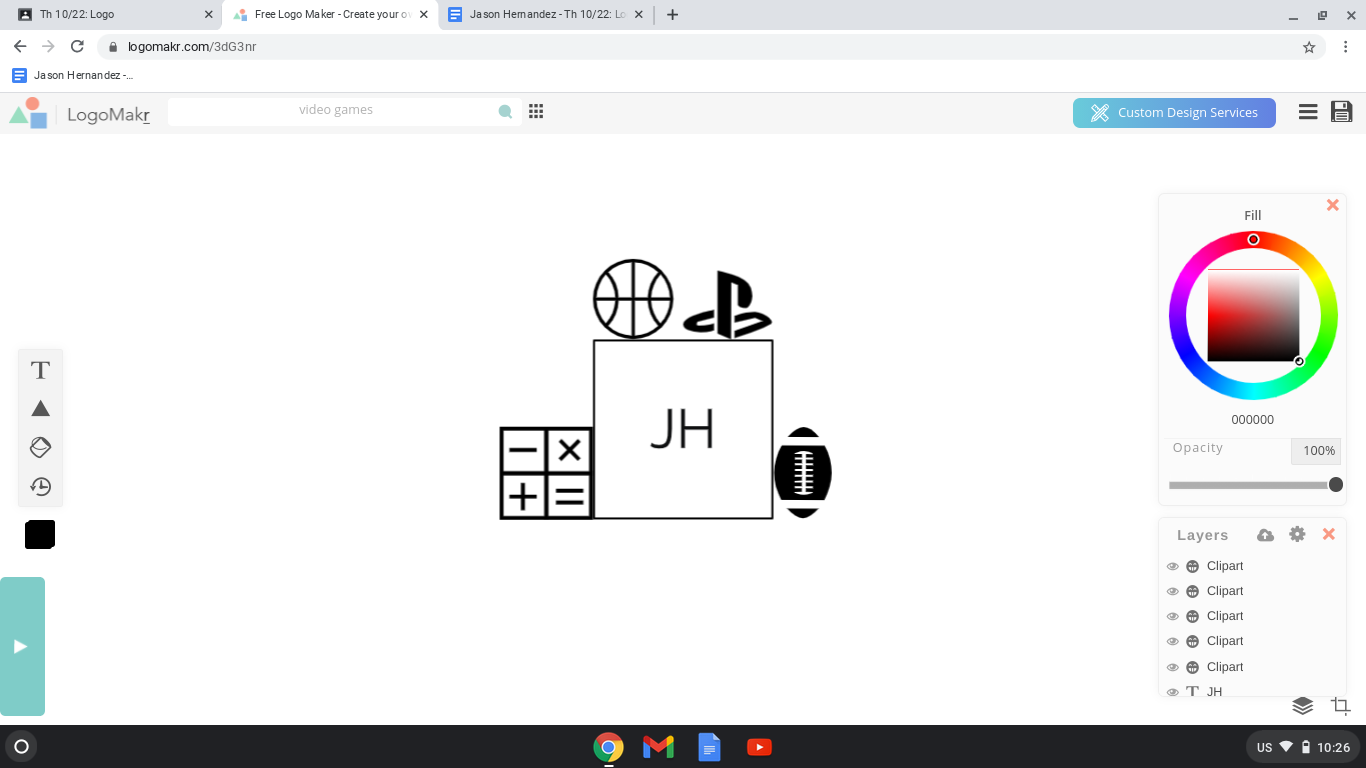 Th 10/22: Logo
Free Logo Maker - Create your ov
Jason Hernandez - Th 10/22: Lo
logomakr.com/3dG3nr
Jason Hernandez -...
LogoMakr
video games
Custom Design Services
Fill
000000
Opacity
100%
JH
T
Layers
Clipart
Clipart
Clipart
Clipart
Clipart
T JH
US
10:26